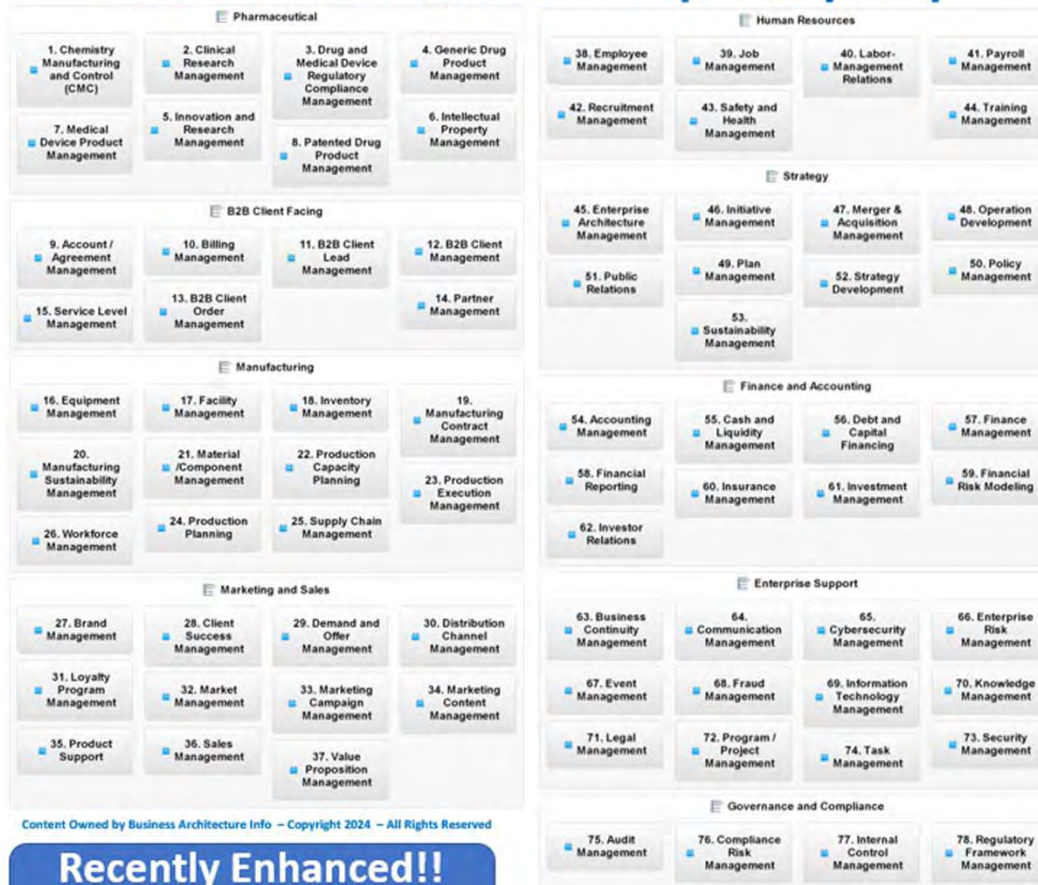 Pharmaceutical
1. Chemistry
Manufacturing
and Control
(CMC)
2. Clinical
Research
Management
3. Drug and
Medical Device
Regulatory
Compliance
Management
4. Generic Drug
Product
Management
7. Medical
Device Product
Management
5. Innovation and
Research
Management
8. Patented Drug
Product
Management
6. Intellectual
Property
Management
B2B Client Facing
9. Account /
Agreement
Management
10. Billing
Management
11. B2B Client
Lead
Management
12. B2B Client
Management
15. Service Level
Management
13. B2B Client
Order
Management
14. Partner
Management
Manufacturing
16. Equipment
Management
17. Facility
Management
18. Inventory
Management
19.
Manufacturing
Contract
Management
20.
Manufacturing
Sustainability
Management
21. Material
/Component
Management
22. Production
Capacity
Planning
23. Production
Execution
Management
26. Workforce
Management
24. Production
Planning
25. Supply Chain
Management
Marketing and Sales
27. Brand
Management
28. Client
Success
Management
29. Demand and
Offer
Management
30. Distribution
Channel
Management
31. Loyalty
Program
Management
32. Market
Management
33. Marketing
Campaign
Management
34. Marketing
Content
Management
35. Product
Support
36. Sales
Management
37. Value
Proposition
Management
Content Owned by Business Architecture Info – Copyright 2024 – All Rights Reserved
Recently Enhanced!!
Human Resources
38. Employee
Management
39. Job
Management
40. Labor-
Management
Relations
41. Payroll
Management
42. Recruitment
Management
43. Safety and
Health
Management
44. Training
Management
Strategy
45. Enterprise
Architecture
Management
46. Initiative
Management
47. Merger &
Acquisition
Management
48. Operation
Development
51. Public
Relations
49. Plan
Management
52. Strategy
Development
50. Policy
Management
53.
Sustainability
Management
Finance and Accounting
54. Accounting
Management
55. Cash and
Liquidity
Management
56. Debt and
Capital
Financing
57. Finance
Management
58. Financial
Reporting
60. Insurance
Management
61. Investment
Management
59. Financial
Risk Modeling
62. Investor
Relations
Enterprise Support
63. Business
Continuity
Management
64.
Communication
Management
65.
Cybersecurity
Management
66. Enterprise
Risk
Management
67. Event
Management
68. Fraud
Management
69. Information
Technology
Management
70. Knowledge
Management
71. Legal
Management
72. Program /
Project
Management
74. Task
Management
73. Security
Management
Governance and Compliance
75. Audit
Management
76. Compliance
Risk
Management
77. Internal
Control
Management
78. Regulatory
Framework
Management